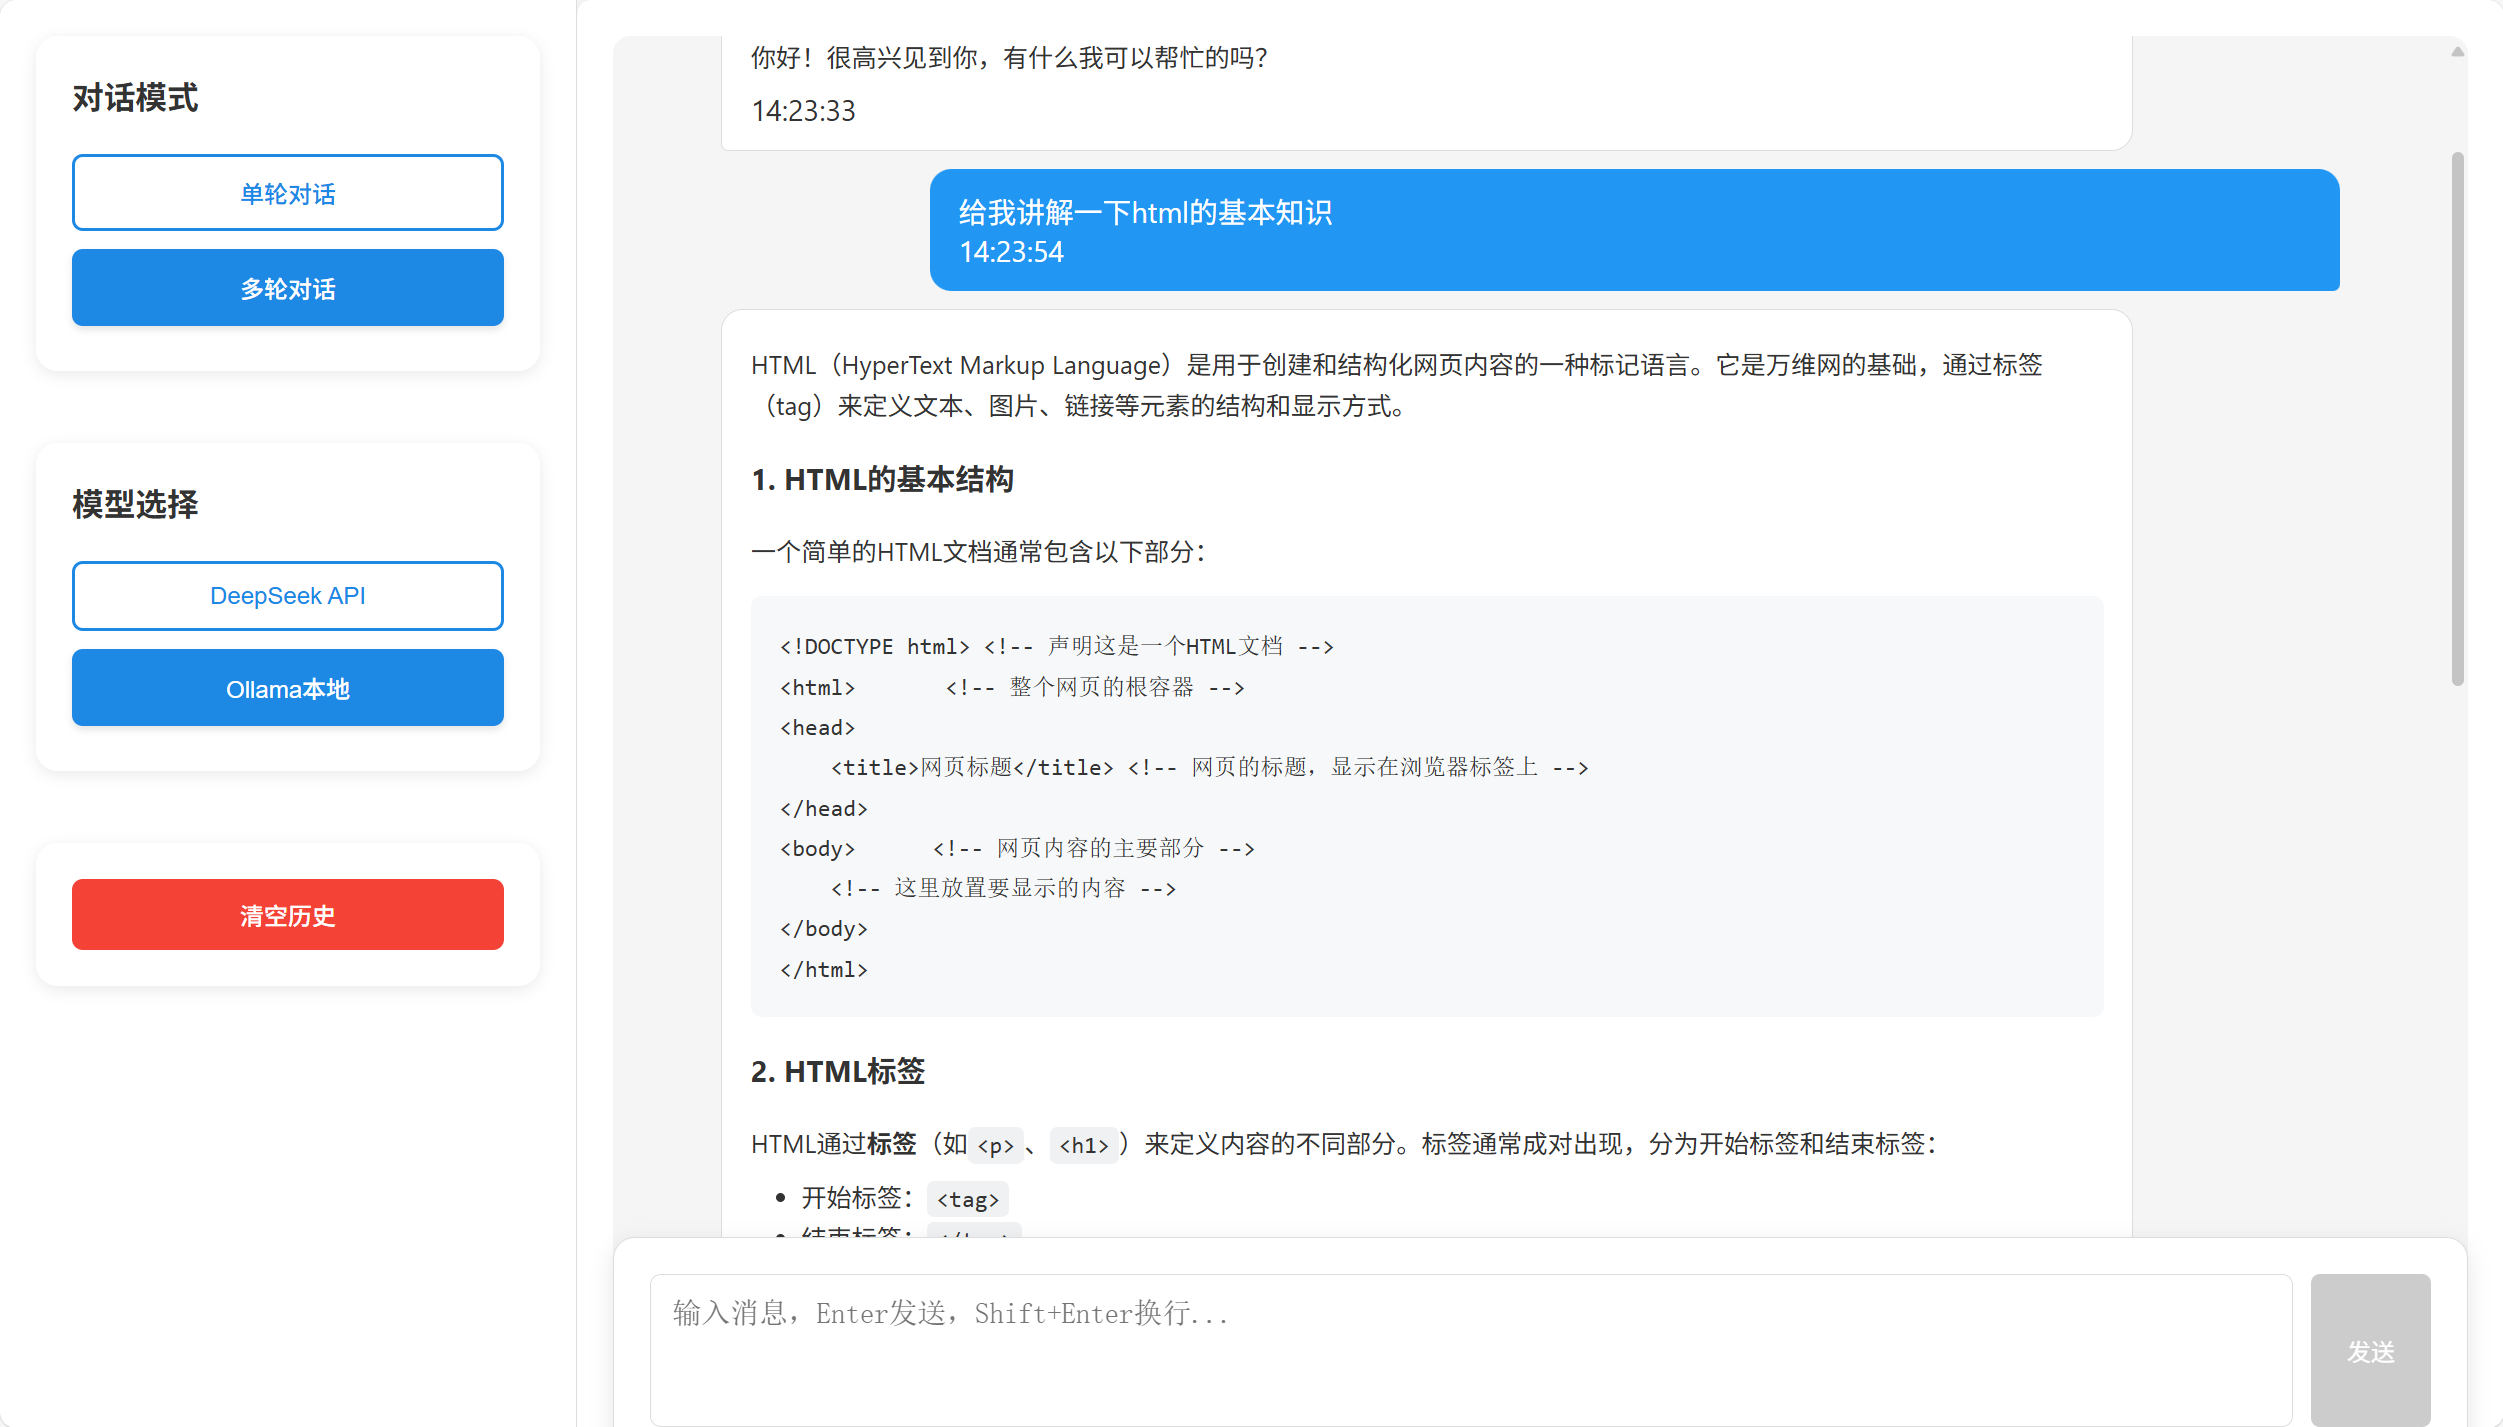 对话模式
单轮对话
多轮对话
模型选择
DeepSeek API
Ollama本地
清空历史
你好！很高兴见到你，有什么我可以帮忙的吗？
14:23:33
给我讲解一下html的基本知识
14:23:54
HTML（HyperText Markup Language）是用于创建和结构化网页内容的一种标记语言。它是万维网的基础，通过标签
（tag）来定义文本、图片、链接等元素的结构和显示方式。
1. HTML的基本结构
一个简单的HTML文档通常包含以下部分：
<!DOCTYPE html> <!-- 声明这是一个HTML文档 -->
<html>       <!-- 整个网页的根容器 -->
<head>
    <title>网页标题</title> <!-- 网页的标题，显示在浏览器标签上 -->
</head>
<body>      <!-- 网页内容的主要部分 -->
    <!-- 这里放置要显示的内容 -->
</body>
</html>
2. HTML标签
HTML通过标签（如 <p> 、 <h1> ）来定义内容的不同部分。标签通常成对出现，分为开始标签和结束标签：
• 开始标签： <tag>
• 结束标签：
输入消息，Enter发送，Shift+Enter换行...
发送